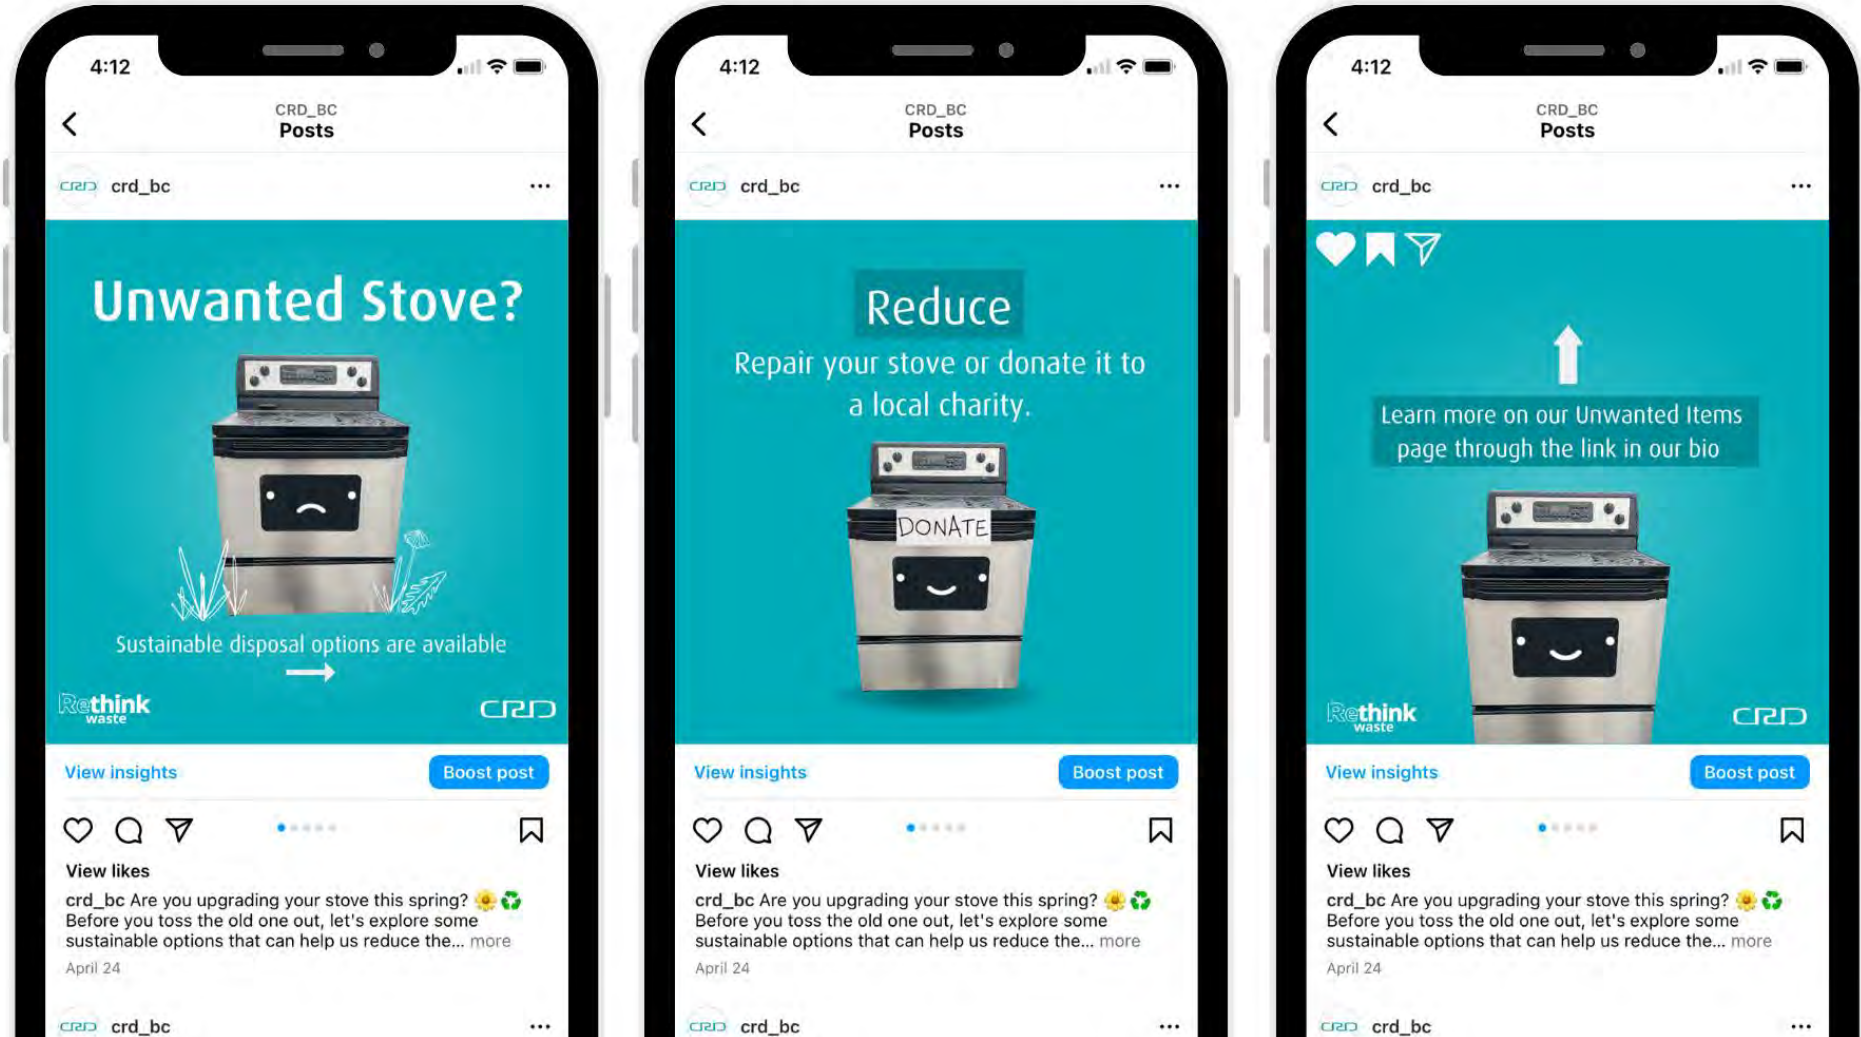 4:12
CRD_BC
Posts
CRD crd_bc
Unwanted Stove?
Sustainable disposal options are available
Rethink
waste
CRD
View insights
Boost post
View likes
crd_bc Are you upgrading your stove this spring? 🌼♻️
Before you toss the old one out, let's explore some
sustainable options that can help us reduce the... more
April 24
CRD crd_bc
4:12
CRD_BC
Posts
CRD crd_bc
Reduce
Repair your stove or donate it to
a local charity.
DONATE
View insights
Boost post
View likes
crd_bc Are you upgrading your stove this spring? 🌼♻️
Before you toss the old one out, let's explore some
sustainable options that can help us reduce the... more
April 24
CRD crd_bc
4:12
CRD_BC
Posts
CRD crd_bc
Learn more on our Unwanted Items
page through the link in our bio
Rethink
waste
CRD
View insights
Boost post
View likes
crd_bc Are you upgrading your stove this spring? 🌼♻️
Before you toss the old one out, let's explore some
sustainable options that can help us reduce the... more
April 24
CRD crd_bc